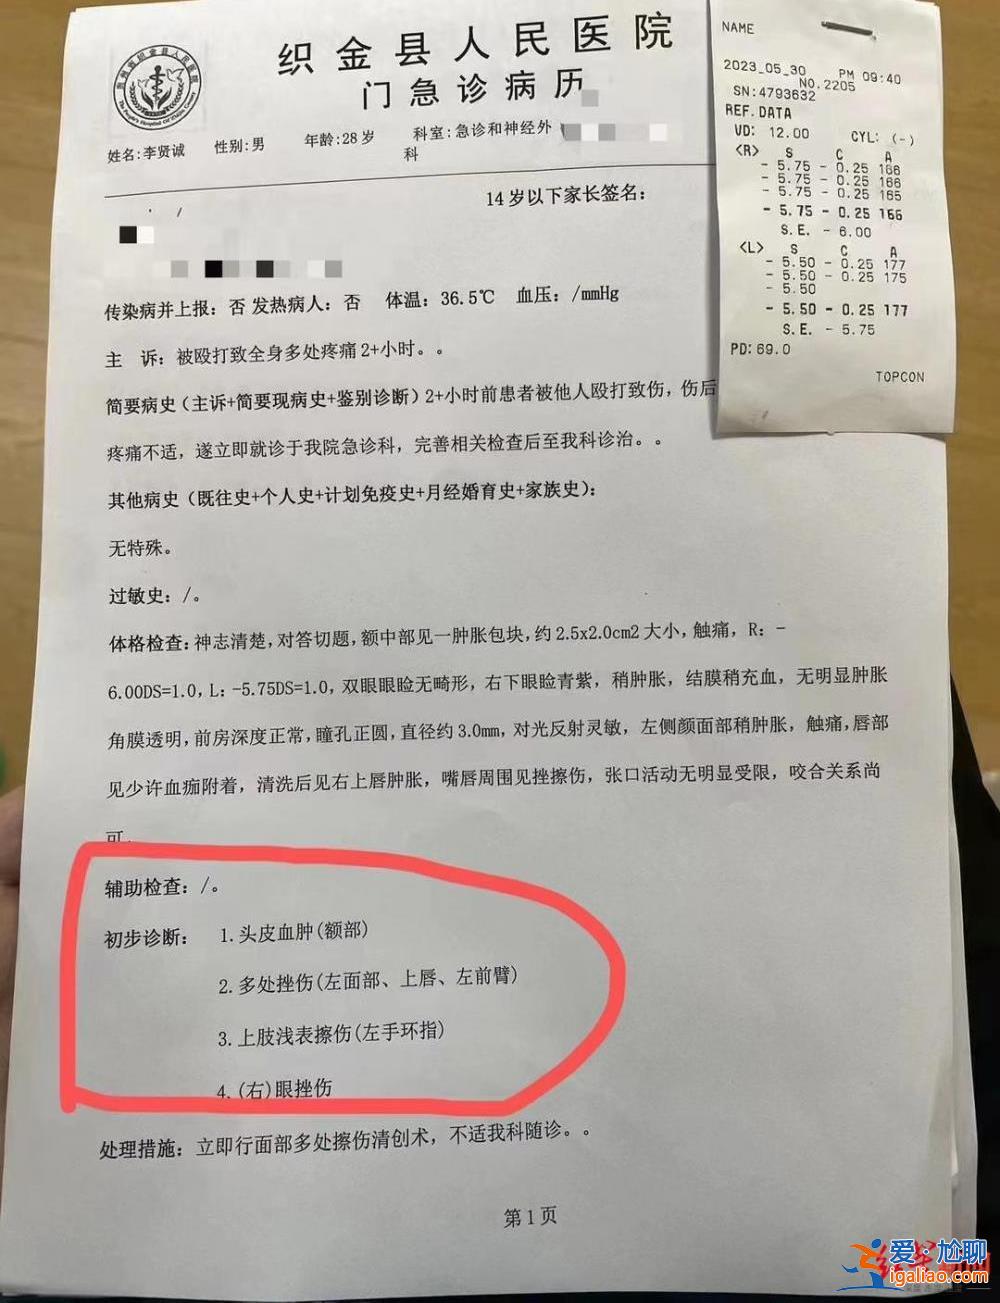 织金县人民医院
门急诊病历
姓名:李贤诚 性别:男 年龄:28岁 科室:急诊和神经外科
14岁以下家长签名:
传染病并上报: 否 发热病人: 否 体温: 36.5℃ 血压: /mmHg
主 诉: 被殴打致全身多处疼痛2+小时。。
简要病史(主诉+简要现病史+鉴别诊断)2+小时前患者被他人殴打致伤,伤后
疼痛不适,遂立即就诊于我院急诊科,完善相关检查后至我科诊治。。
其他病史(既往史+个人史+计划免疫史+月经婚育史+家族史):
无特殊。
过敏史: /。
体格检查: 神志清楚,对答切题,额中部见一肿胀包块,约2.5x2.0cm2大小,触痛, R: -
6.00DS=1.0, L: -5.75DS=1.0, 双眼眼睑无畸形, 右下眼睑青紫, 稍肿胀, 结膜稍充血, 无明显肿胀
角膜透明,前房深度正常,瞳孔正圆,直径约3.0mm,对光反射灵敏,左侧颜面部稍肿胀,触痛,唇部
见少许血痂附着,清洗后见右上唇肿胀,嘴唇周围见挫擦伤,张口活动无明显受限,咬合关系尚
可。
辅助检查: /。
初步诊断: 1.头皮血肿(额部)
2.多处挫伤(左面部、上唇、左前臂)
3.上肢浅表擦伤(左手环指)
4.(右)眼挫伤
处理措施: 立即行面部多处擦伤清创术, 不适我科随诊。。
第1页
NAME
2023_05_30 PM 09:40
NO.2205
SN:4793632
REF.DATA
VD: 12.00 CYL: (-)
<R> S C A
- 5.75 - 0.25 166
- 5.75 - 0.25 166
- 5.75 - 0.25 165
- 5.75 - 0.25 166
S.E. - 6.00
<L> S C A
- 5.50 - 0.25 177
- 5.50 - 0.25 175
- 5.50
- 5.50 - 0.25 177
S.E. - 5.75
PD: 69.0
TOPCON
爱·尬聊
igaliao.com